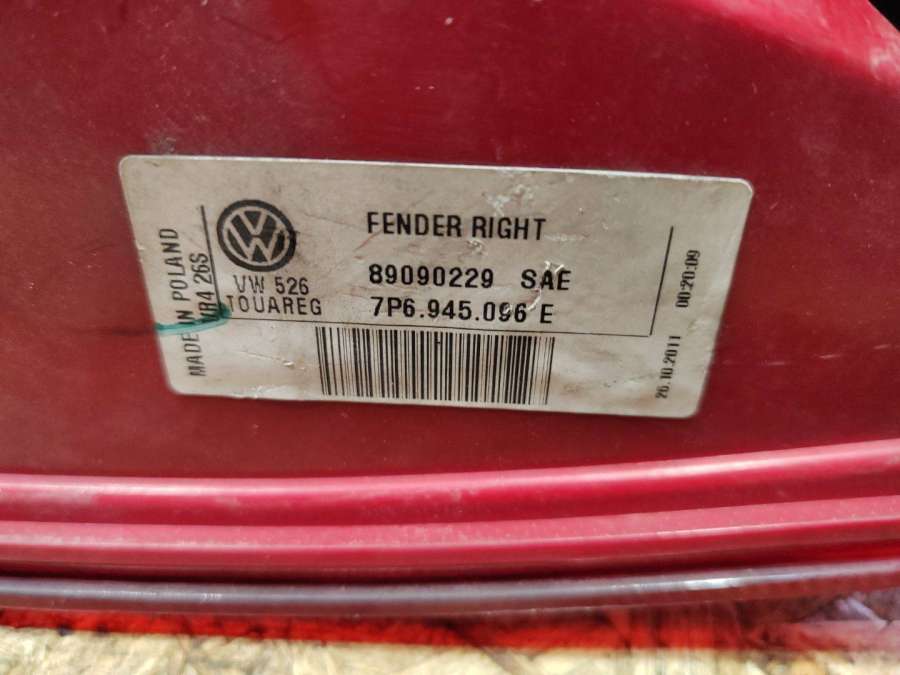 MADE IN POLAND
VR4 26S
VW
VW 526
TOUAREG
FENDER RIGHT
89090229 SAE
7P6.945.096 E
26.10.2011 00:20:09